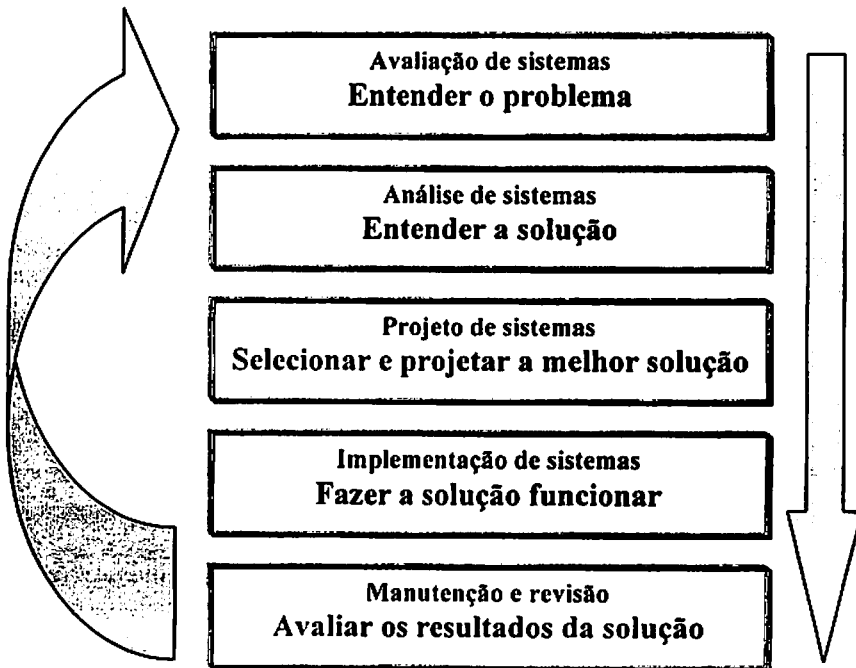 Avaliação de sistemas
Entender o problema
Análise de sistemas
Entender a solução
Projeto de sistemas
Selecionar e projetar a melhor solução
Implementação de sistemas
Fazer a solução funcionar
Manutenção e revisão
Avaliar os resultados da solução